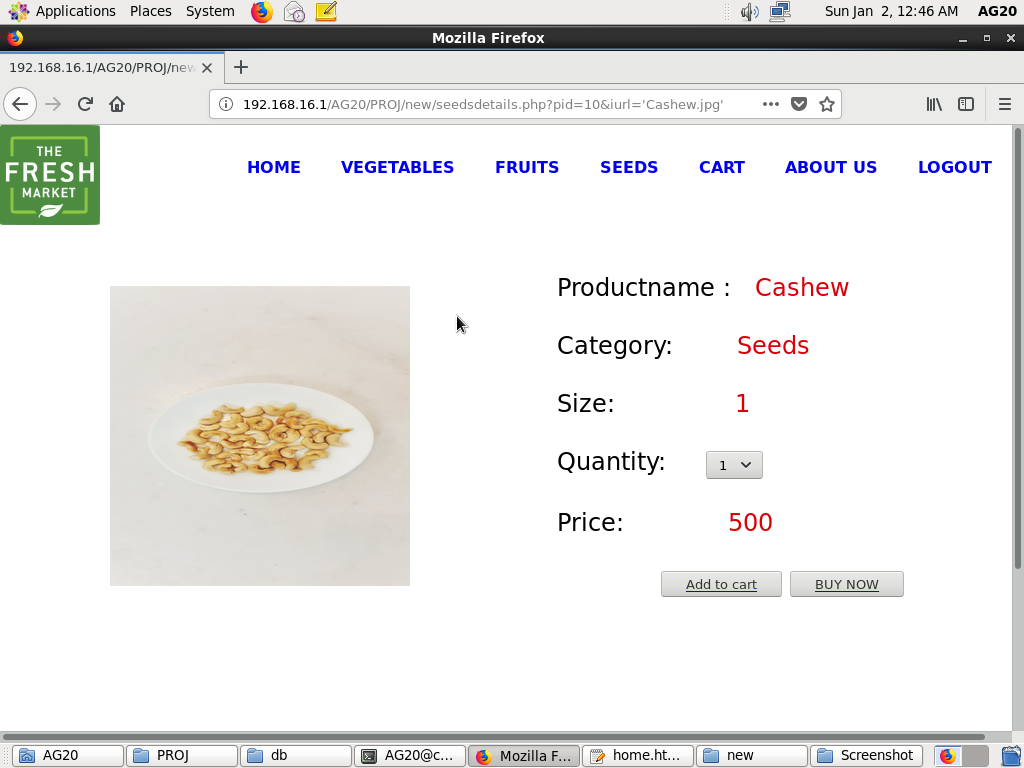 Applications Places System Sun Jan 2, 12:46 AM AG20
Mozilla Firefox
192.168.16.1/AG20/PROJ/new
192.168.16.1/AG20/PROJ/new/seedsdetails.php?pid=10&iurl='Cashew.jpg'
THE
FRESH
MARKET
HOME VEGETABLES FRUITS SEEDS CART ABOUT US LOGOUT
Productname : Cashew
Category: Seeds
Size: 1
Quantity: 1
Price: 500
Add to cart BUY NOW
AG20 PROJ db AG20@c... Mozilla F... home.ht... new Screenshot